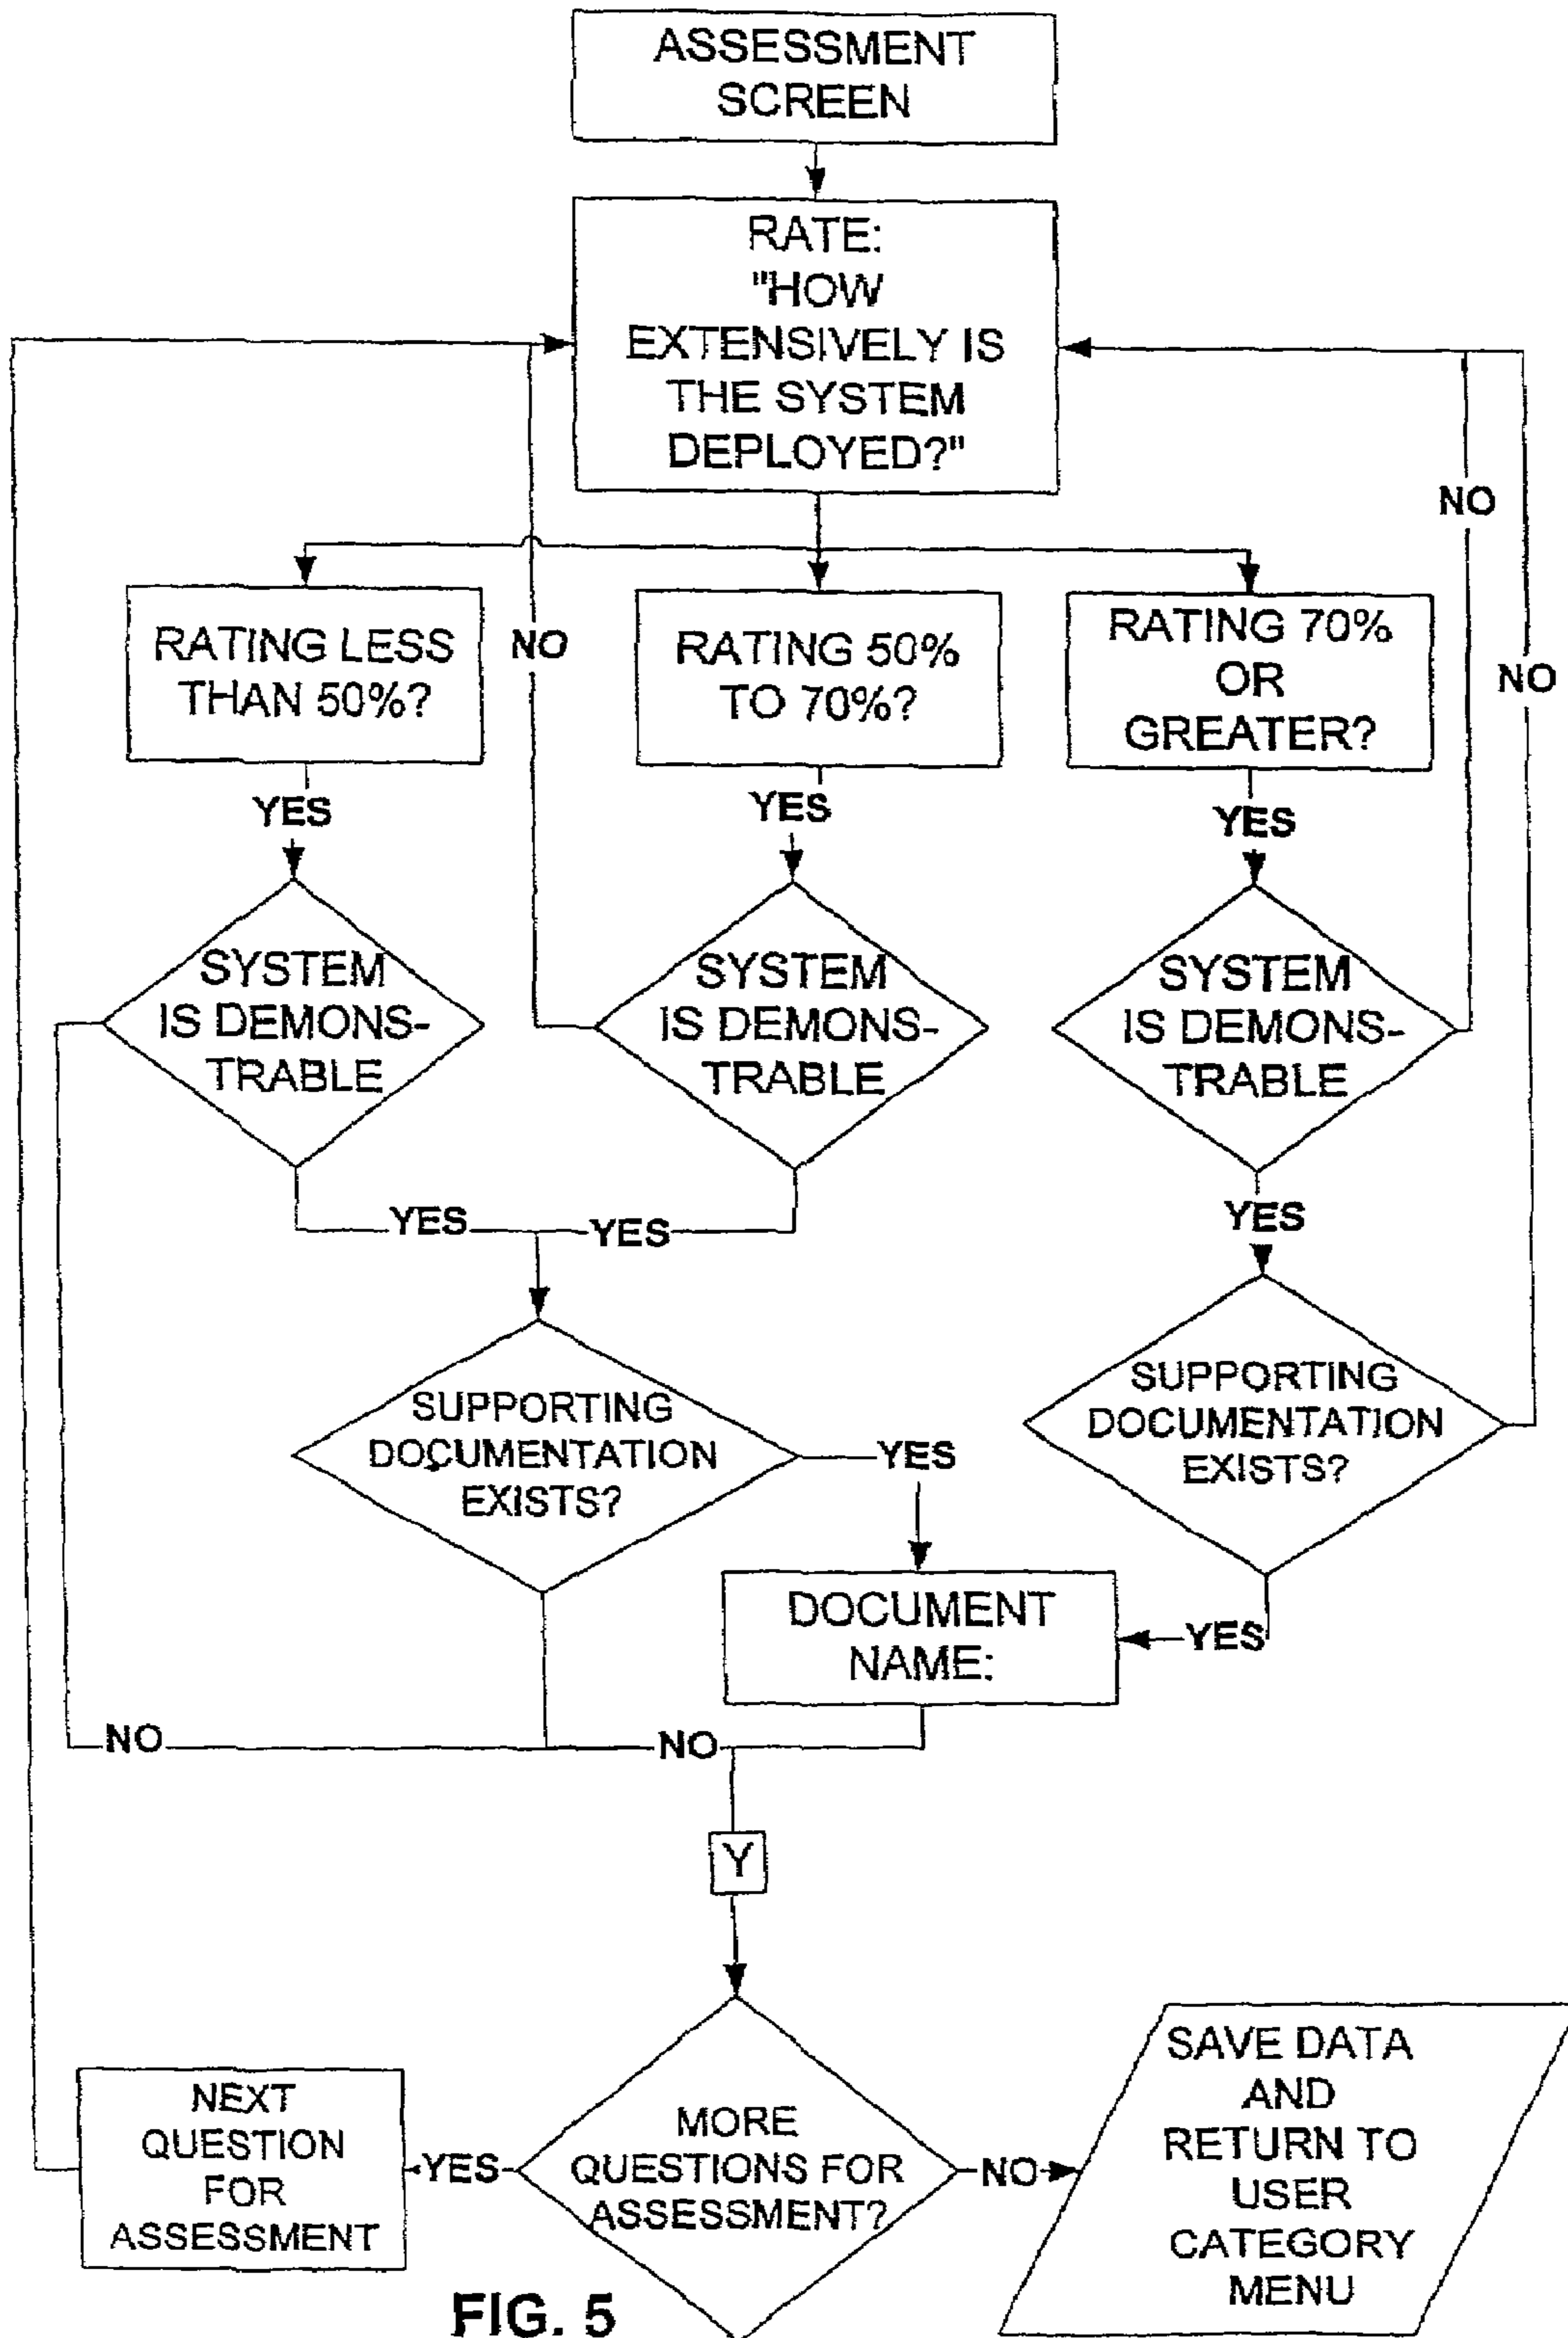 ASSESSMENT
SCREEN
RATE:
"HOW
EXTENSIVELY IS
THE SYSTEM
DEPLOYED?"
NO
RATING LESS
THAN 50%?
NO
RATING 50%
TO 70%?
RATING 70%
OR
GREATER?
NO
YES
YES
YES
SYSTEM
IS DEMONS-
TRABLE
SYSTEM
IS DEMONS-
TRABLE
SYSTEM
IS DEMONS-
TRABLE
YES
YES
YES
SUPPORTING
DOCUMENTATION
EXISTS?
YES
SUPPORTING
DOCUMENTATION
EXISTS?
DOCUMENT
NAME:
YES
NO
NO
Y
NEXT
QUESTION
FOR
ASSESSMENT
YES
MORE
QUESTIONS FOR
ASSESSMENT?
NO
SAVE DATA
AND
RETURN TO
USER
CATEGORY
MENU
FIG. 5